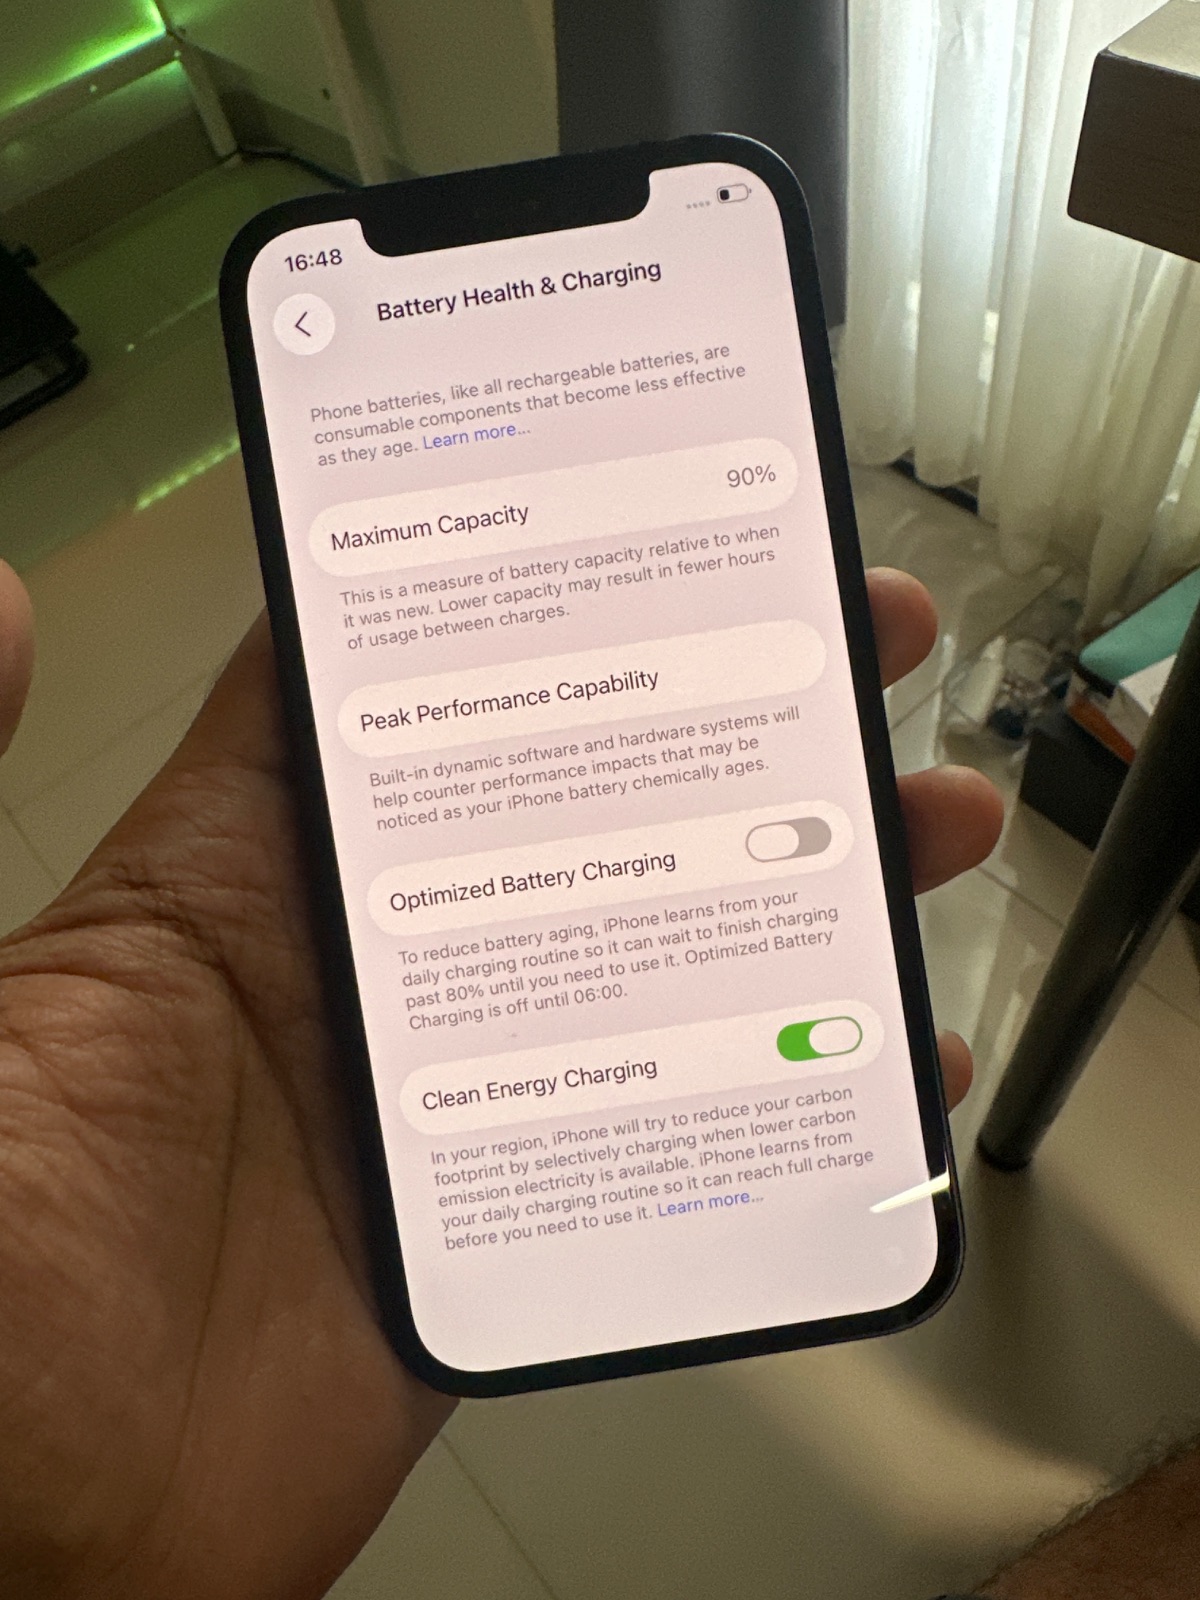 16:48
Battery Health & Charging
Phone batteries, like all rechargeable batteries, are
consumable components that become less effective
as they age. Learn more...
Maximum Capacity 90%
This is a measure of battery capacity relative to when
it was new. Lower capacity may result in fewer hours
of usage between charges.
Peak Performance Capability
Built-in dynamic software and hardware systems will
help counter performance impacts that may be
noticed as your iPhone battery chemically ages.
Optimized Battery Charging
To reduce battery aging, iPhone learns from your
daily charging routine so it can wait to finish charging
past 80% until you need to use it. Optimized Battery
Charging is off until 06:00.
Clean Energy Charging
In your region, iPhone will try to reduce your carbon
footprint by selectively charging when lower carbon
emission electricity is available. iPhone learns from
your daily charging routine so it can reach full charge
before you need to use it. Learn more...